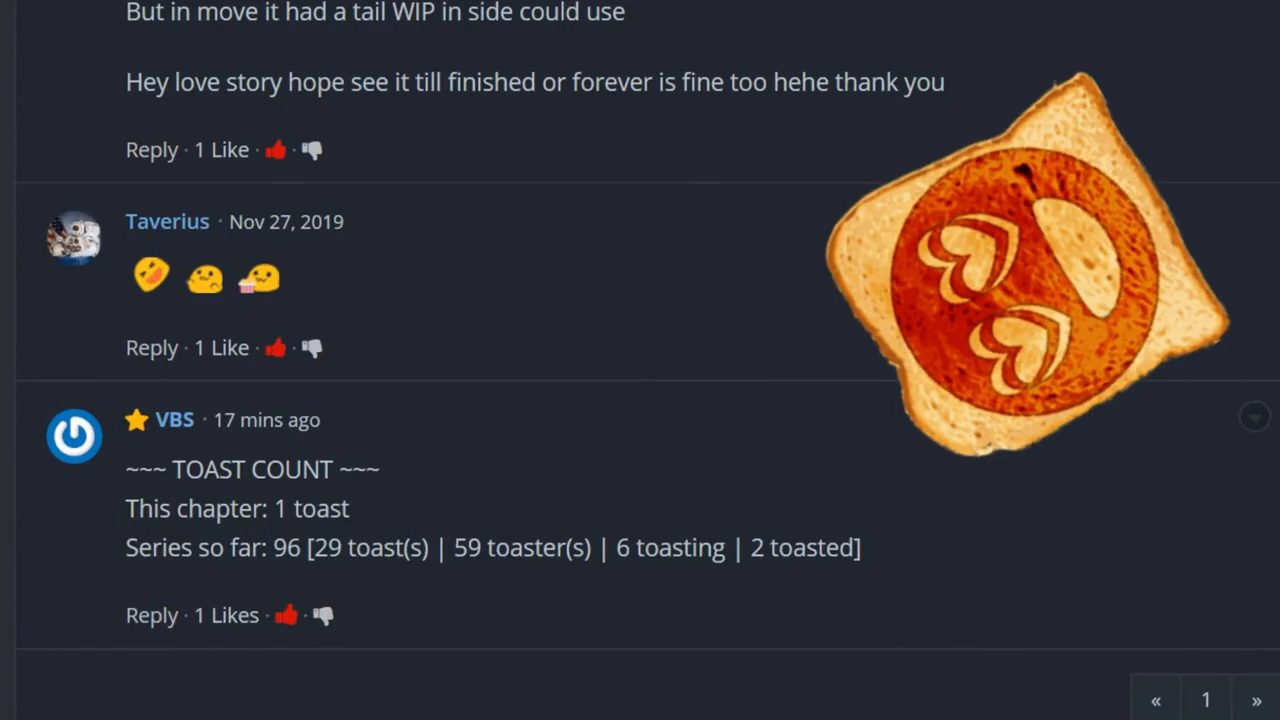 But in move it had a tail WIP in side could use
Hey love story hope see it till finished or forever is fine too hehe thank you
Reply · 1 Like ·
Taverius · Nov 27, 2019
Reply · 1 Like ·
VBS · 17 mins ago
~~~ TOAST COUNT ~~~
This chapter: 1 toast
Series so far: 96 [29 toast(s) | 59 toaster(s) | 6 toasting | 2 toasted]
Reply · 1 Likes ·
« 1 »